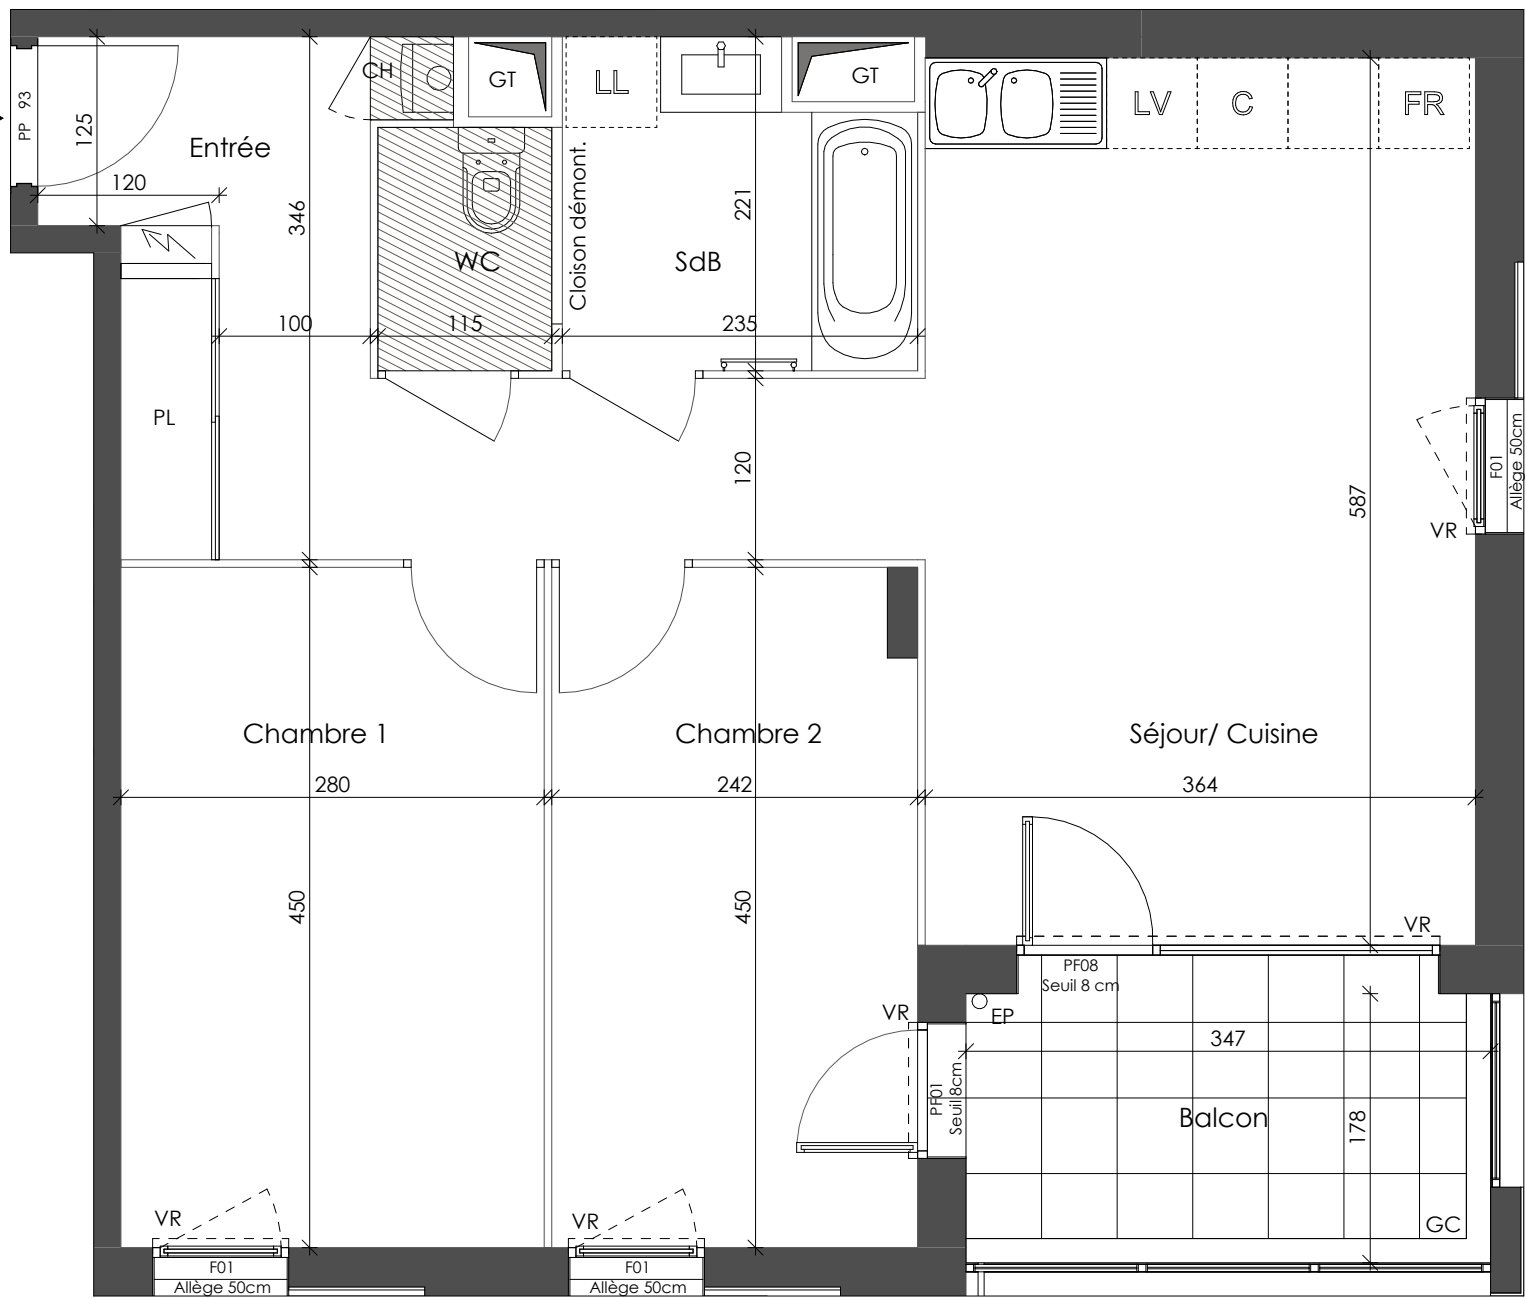 CH
GT
LL
GT
LV
C
FR
PP 93
125
Entrée
120
346
Cloison démont.
221
WC
SdB
100
115
235
PL
120
587
F01
Allège 50cm
VR
Chambre 1
Chambre 2
Séjour/ Cuisine
280
242
364
450
450
VR
PF08
Seuil 8 cm
VR
EP
347
PF01
Seuil 8cm
Balcon
178
VR
VR
GC
F01
Allège 50cm
F01
Allège 50cm